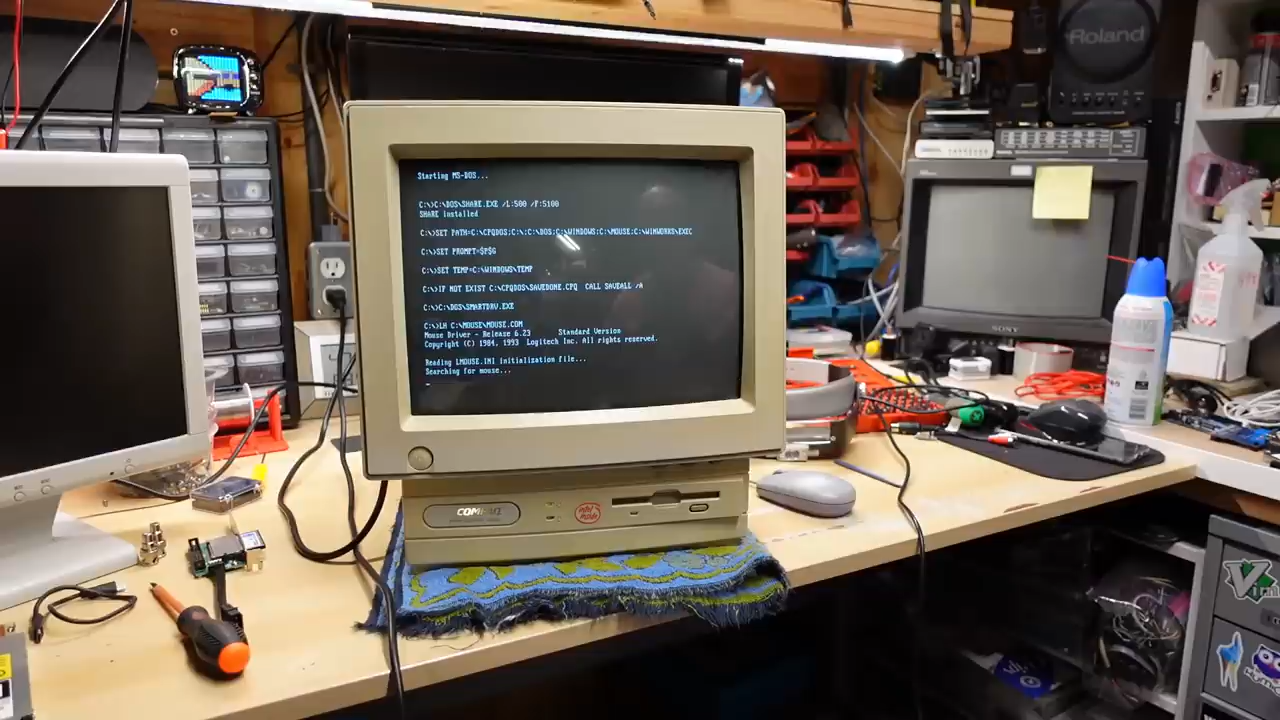 Roland
Starting MS-DOS...
C:\>C:\DOS\SHARE.EXE /L:500 /F:5100
SHARE installed
C:\>SET PATH=C:\CPQDOS;C:\;C:\DOS;C:\WINDOWS;C:\MOUSE;C:\WINWORKS\EXEC
C:\>SET PROMPT=$P$G
C:\>SET TEMP=C:\WINDOWS\TEMP
C:\>IF NOT EXIST C:\CPQDOS\SAVEDONE.CPQ CALL SAVEALL /A
C:\>C:\DOS\SMARTDRV.EXE
C:\>LH C:\MOUSE\MOUSE.COM
Mouse Driver - Release 6.23 Standard Version
Copyright (C) 1984, 1993 Logitech Inc. All rights reserved.
Reading LMOUSE.INI initialization file...
Searching for mouse...
SONY
COMPAQ
Vim